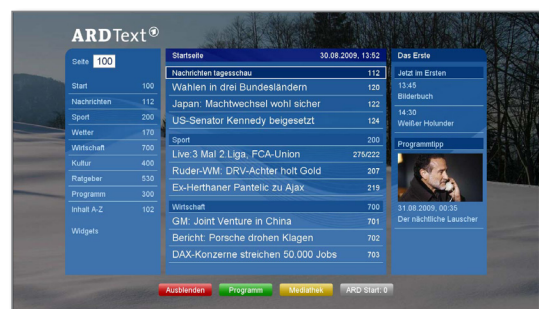 ARDText
Seite 100
Start 100
Nachrichten 112
Sport 200
Wetter 170
Wirtschaft 700
Kultur 400
Ratgeber 530
Programm 300
Inhalt A-Z 102
Widgets
Startseite 30.08.2009, 13:52
Nachrichten tagesschau 112
Wahlen in drei Bundesländern 120
Japan: Machtwechsel wohl sicher 122
US-Senator Kennedy beigesetzt 124
Sport 200
Live:3 Mal 2.Liga, FCA-Union 275/222
Ruder-WM: DRV-Achter holt Gold 207
Ex-Herthaner Pantelic zu Ajax 219
Wirtschaft 700
GM: Joint Venture in China 701
Bericht: Porsche drohen Klagen 702
DAX-Konzerne streichen 50.000 Jobs 703
Das Erste
Jetzt im Ersten
13:45
Bilderbuch
14:30
Weißer Holunder
Programmtipp
31.08.2009, 00:35
Der nächtliche Lauscher
Ausblenden
Programm
Mediathek
ARD Start: 0